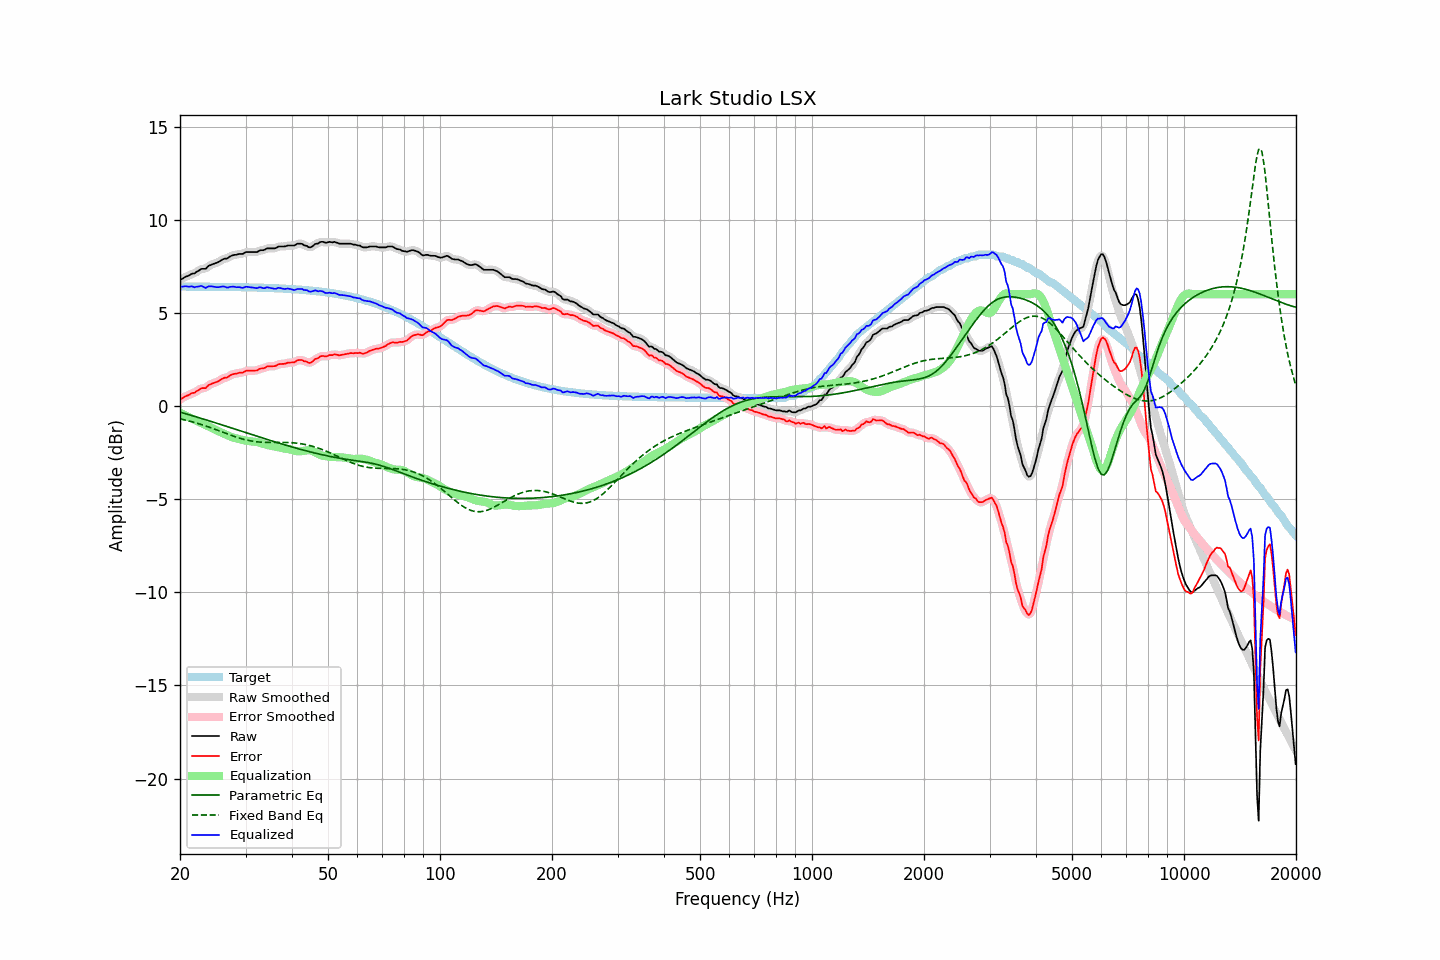 Lark Studio LSX
Amplitude (dBr)
15
10
5
0
−5
−10
−15
−20
Target
Raw Smoothed
Error Smoothed
Raw
Error
Equalization
Parametric Eq
Fixed Band Eq
Equalized
20
50
100
200
500
1000
2000
5000
10000
20000
Frequency (Hz)